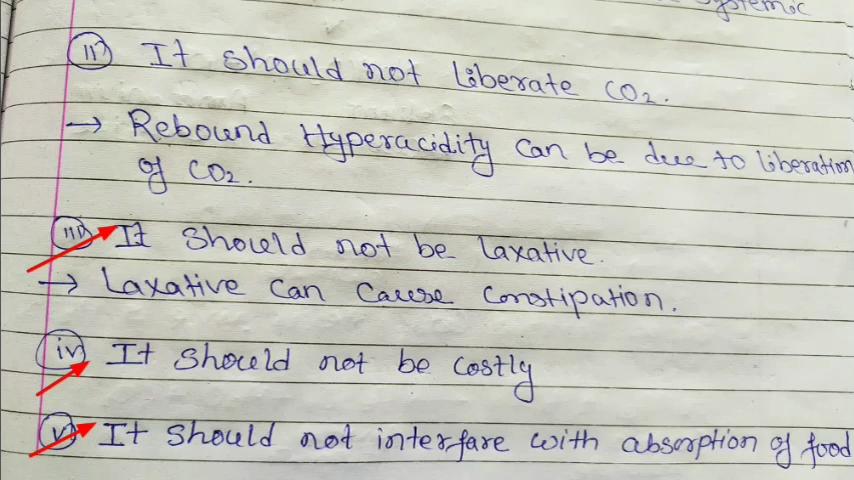 systemic
ii) It should not liberate CO2.
→ Rebound Hyperacidity can be due to liberation
of CO2.
iii) It should not be laxative.
→ Laxative can cause constipation.
iv) It should not be costly
v) It should not interfare with absorption of food